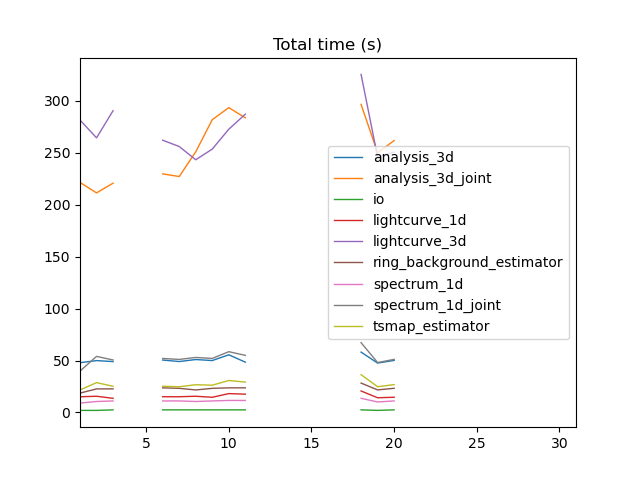 Total time (s)
300
250
200
150
100
50
0
analysis_3d
analysis_3d_joint
io
lightcurve_1d
lightcurve_3d
ring_background_estimator
spectrum_1d
spectrum_1d_joint
tsmap_estimator
5 10 15 20 25 30